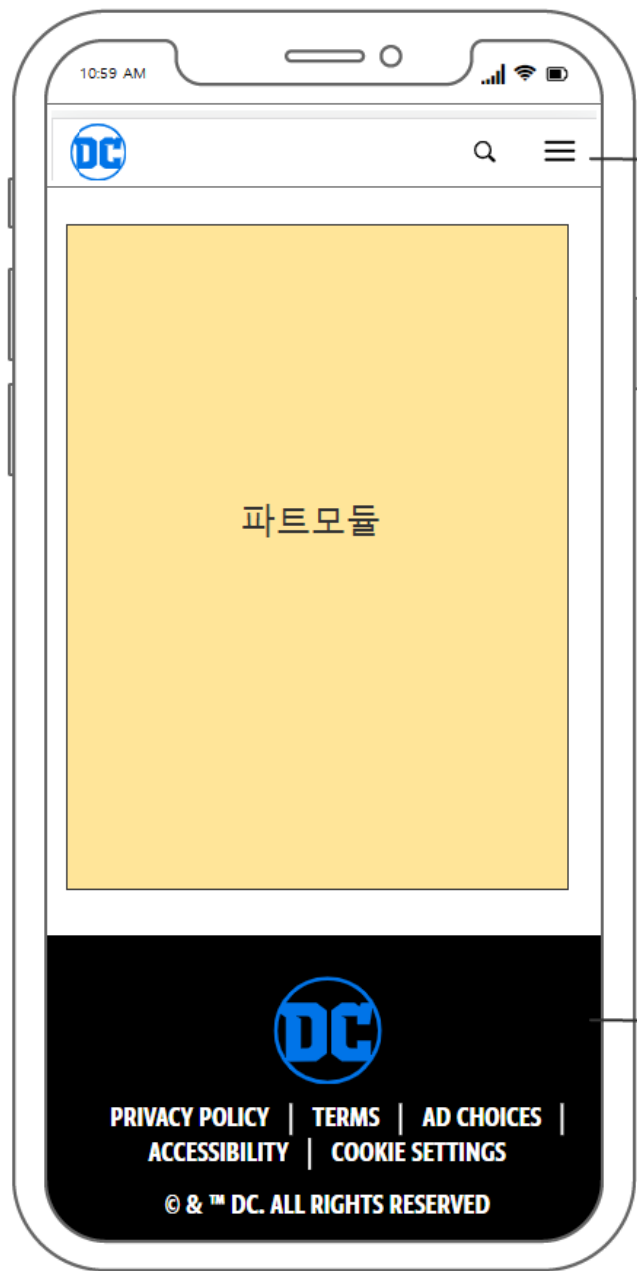 10:59 AM
DC
파트모듈
DC
PRIVACY POLICY | TERMS | AD CHOICES |
ACCESSIBILITY | COOKIE SETTINGS
© & ™ DC. ALL RIGHTS RESERVED